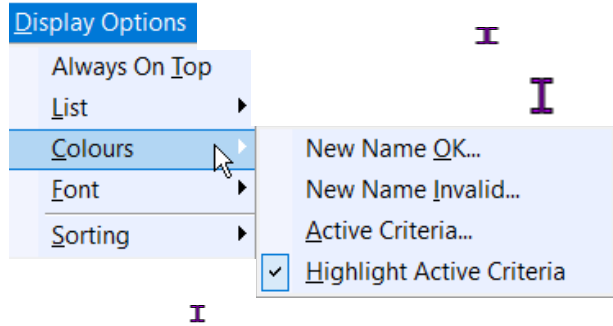 Display Options
Always On Top
List
Colours
Font
Sorting
New Name OK...
New Name Invalid...
Active Criteria...
Highlight Active Criteria